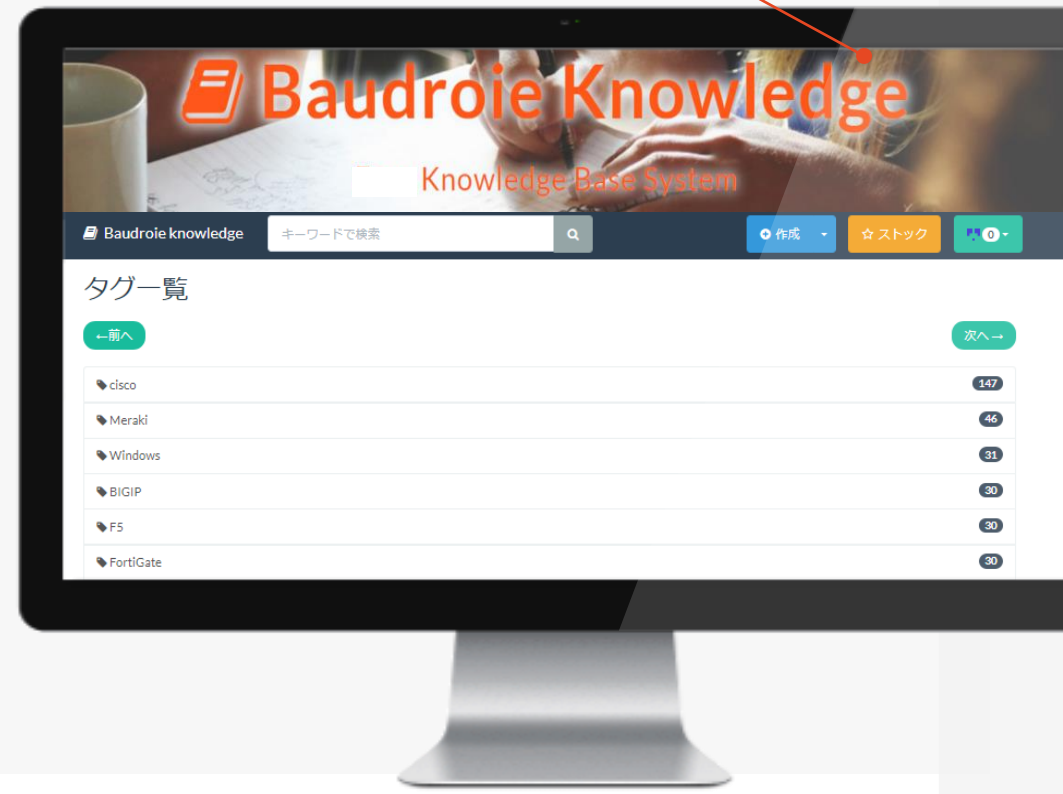 Baudroie Knowledge
Knowledge Base System
Baudroie knowledge キーワードで検索 作成 ストック 0
タグ一覧
←前へ 次へ→
cisco 147
Meraki 46
Windows 31
BIGIP 30
F5 30
FortiGate 30